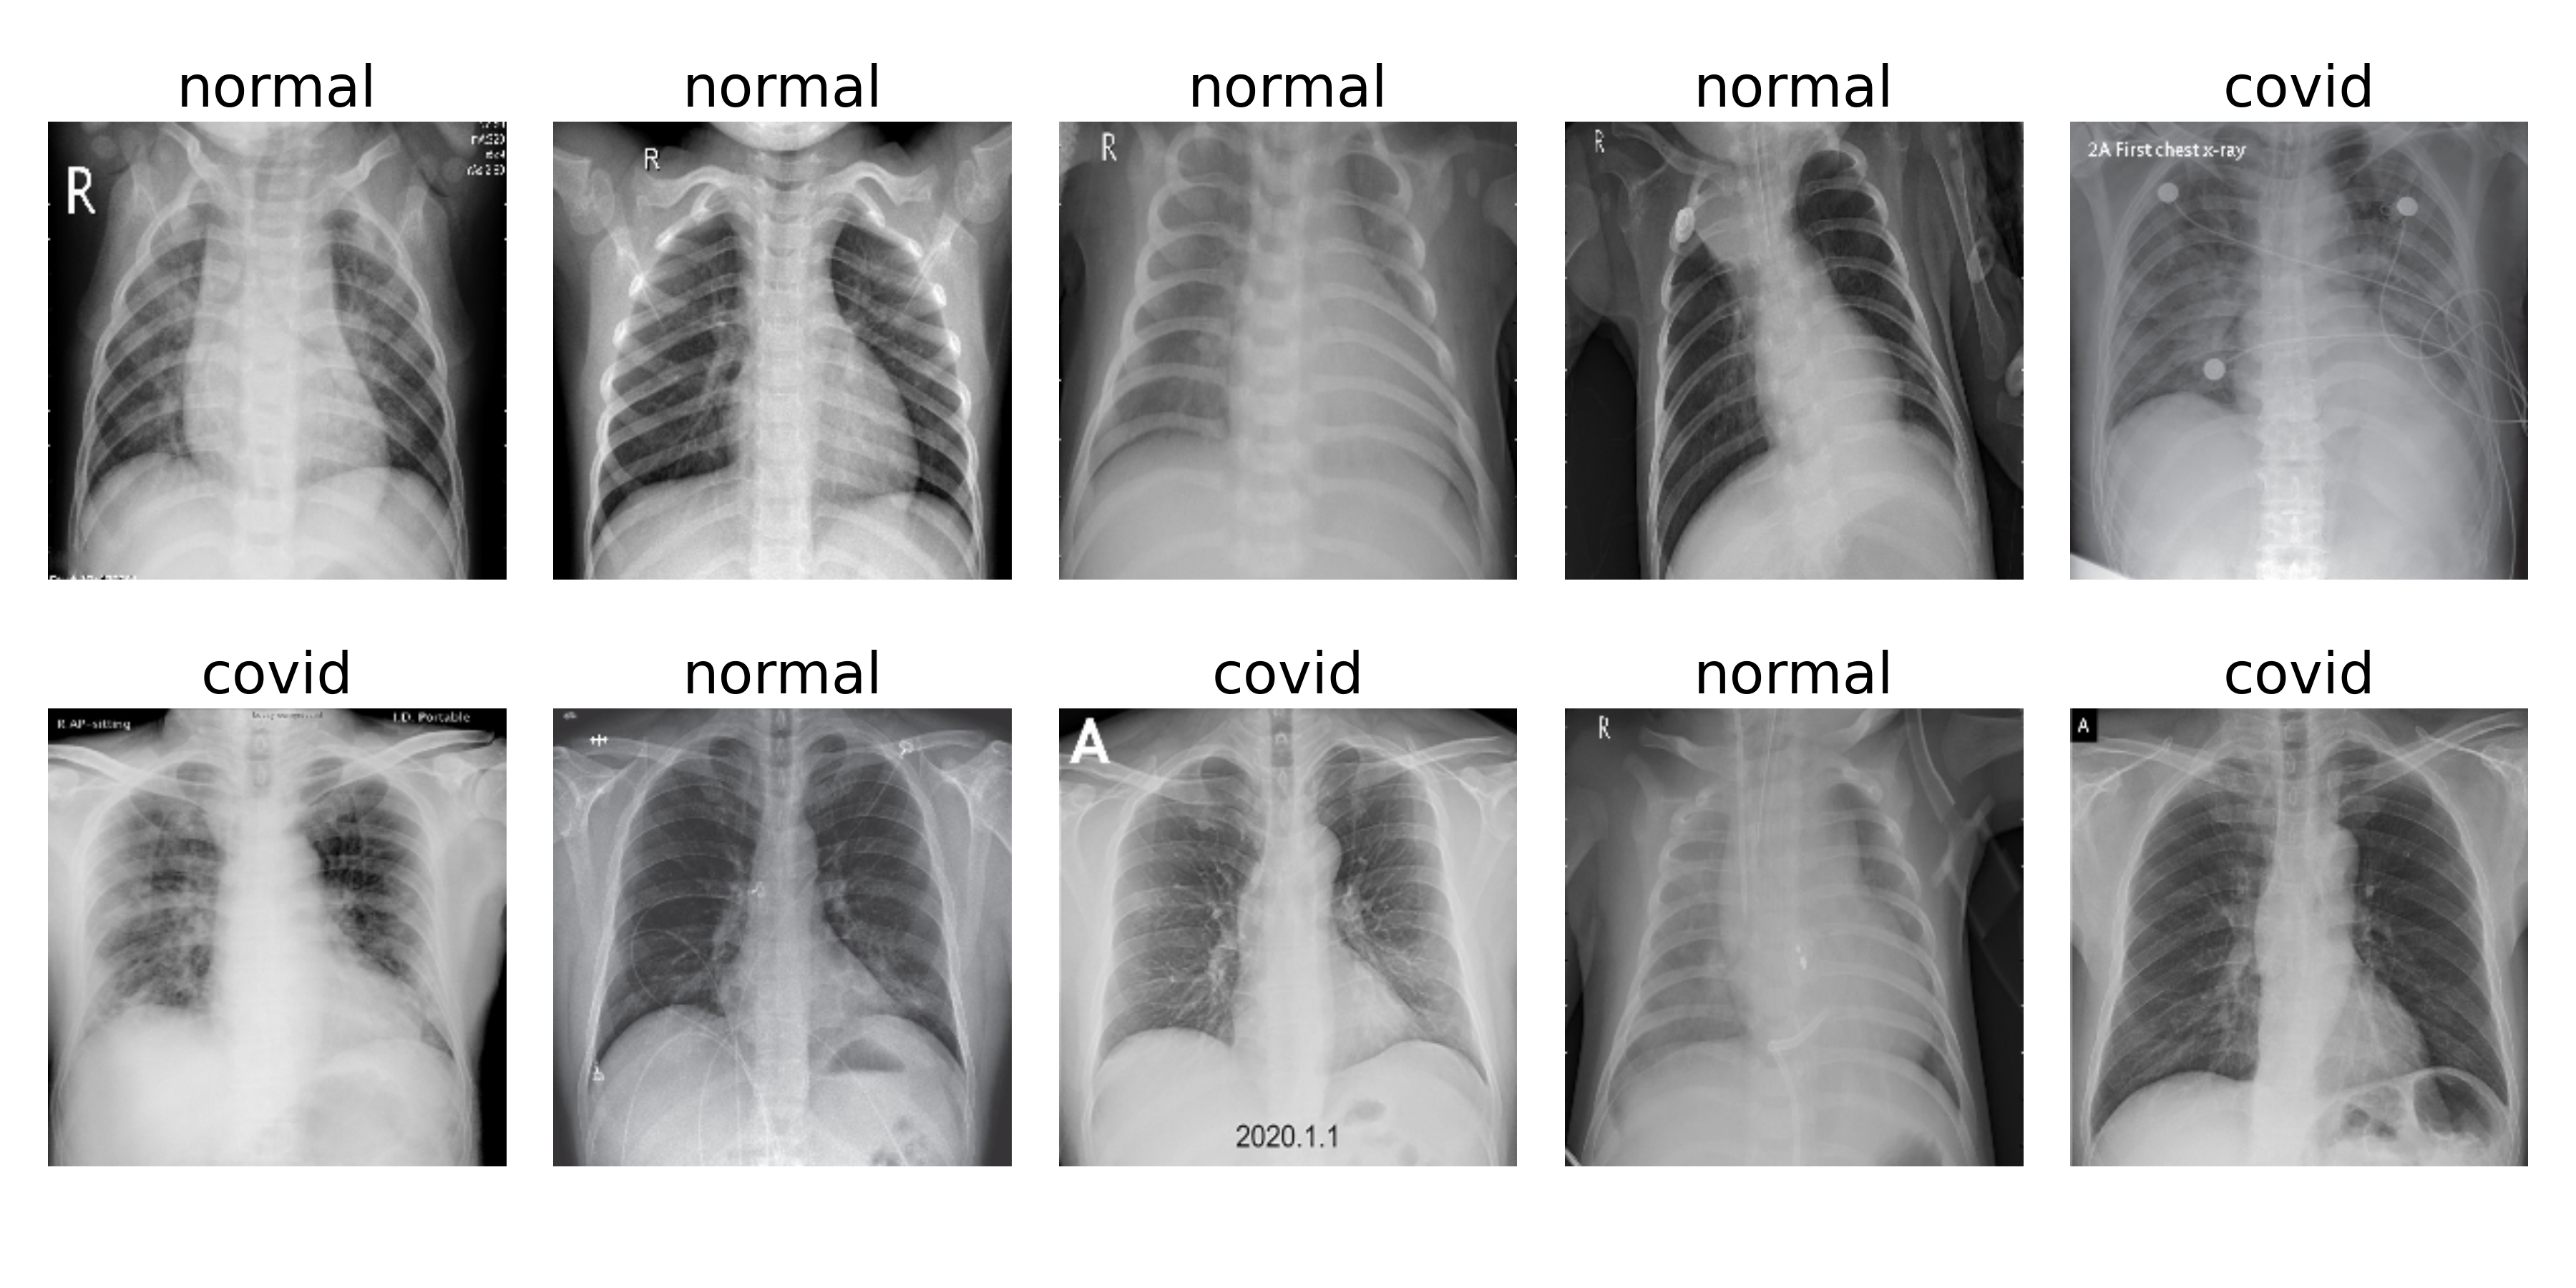 normal
normal
normal
normal
covid
R
R
R
R
2A First chest x-ray
covid
normal
covid
normal
covid
R AP-sitting
I.D. Portable
A
R
A
2020.1.1